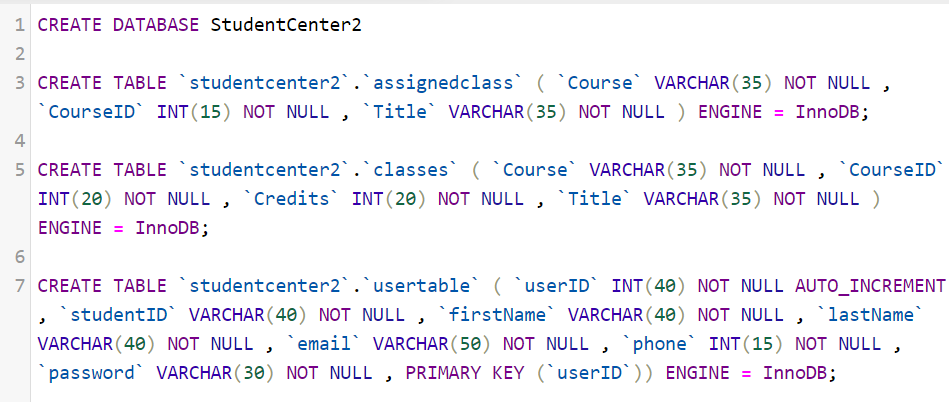 1 CREATE DATABASE StudentCenter2
2
3 CREATE TABLE `studentcenter2`.`assignedclass` ( `Course` VARCHAR(35) NOT NULL ,
`CourseID` INT(15) NOT NULL , `Title` VARCHAR(35) NOT NULL ) ENGINE = InnoDB;
4
5 CREATE TABLE `studentcenter2`.`classes` ( `Course` VARCHAR(35) NOT NULL , `CourseID`
INT(20) NOT NULL , `Credits` INT(20) NOT NULL , `Title` VARCHAR(35) NOT NULL )
ENGINE = InnoDB;
6
7 CREATE TABLE `studentcenter2`.`usertable` ( `userID` INT(40) NOT NULL AUTO_INCREMENT
, `studentID` VARCHAR(40) NOT NULL , `firstName` VARCHAR(40) NOT NULL , `lastName`
VARCHAR(40) NOT NULL , `email` VARCHAR(50) NOT NULL , `phone` INT(15) NOT NULL ,
`password` VARCHAR(30) NOT NULL , PRIMARY KEY (`userID`)) ENGINE = InnoDB;